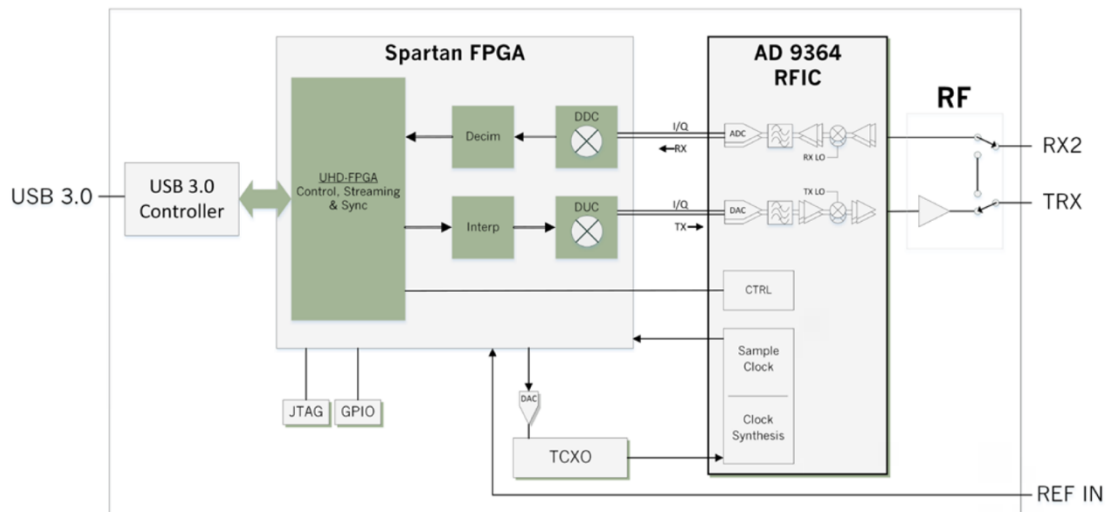 Spartan FPGA
AD 9364
RFIC
RF
USB 3.0
USB 3.0
Controller
UHD-FPGA
Control, Streaming
& Sync
Decim
DDC
I/Q
RX
ADC
RX LO
RX2
Interp
DUC
I/Q
TX
DAC
TX LO
TRX
CTRL
Sample
Clock
Clock
Synthesis
JTAG
GPIO
DAC
TCXO
REF IN